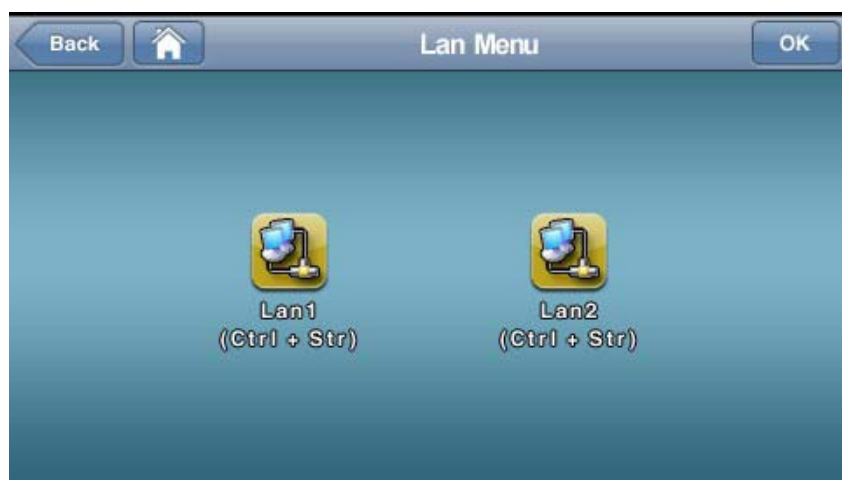 Back
Lan Menu
OK
Lan1
(Ctrl + Str)
Lan2
(Ctrl + Str)